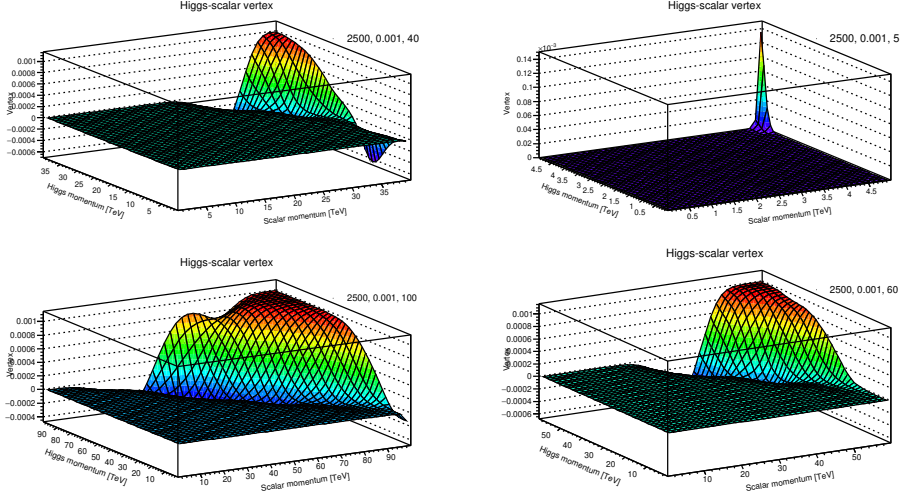 Higgs-scalar vertex
2500, 0.001, 40
Vertex
0.001
0.0008
0.0006
0.0004
0.0002
0
−0.0002
−0.0004
−0.0006
Higgs momentum [TeV]
35 30 25 20 15 10 5
Scalar momentum [TeV]
5 10 15 20 25 30 35
Higgs-scalar vertex
2500, 0.001, 5
×10⁻³
Vertex
0.14
0.12
0.1
0.08
0.06
0.04
0.02
0
Higgs momentum [TeV]
4.5 4 3.5 3 2.5 2 1.5 1 0.5
Scalar momentum [TeV]
0.5 1 1.5 2 2.5 3 3.5 4 4.5
Higgs-scalar vertex
2500, 0.001, 100
Vertex
0.001
0.0008
0.0006
0.0004
0.0002
0
−0.0002
−0.0004
Higgs momentum [TeV]
90 80 70 60 50 40 30 20 10
Scalar momentum [TeV]
10 20 30 40 50 60 70 80 90
Higgs-scalar vertex
2500, 0.001, 60
Vertex
0.001
0.0008
0.0006
0.0004
0.0002
−0.0002
−0.0004
−0.0006
Higgs momentum [TeV]
50 40 30 20 10
Scalar momentum [TeV]
10 20 30 40 50